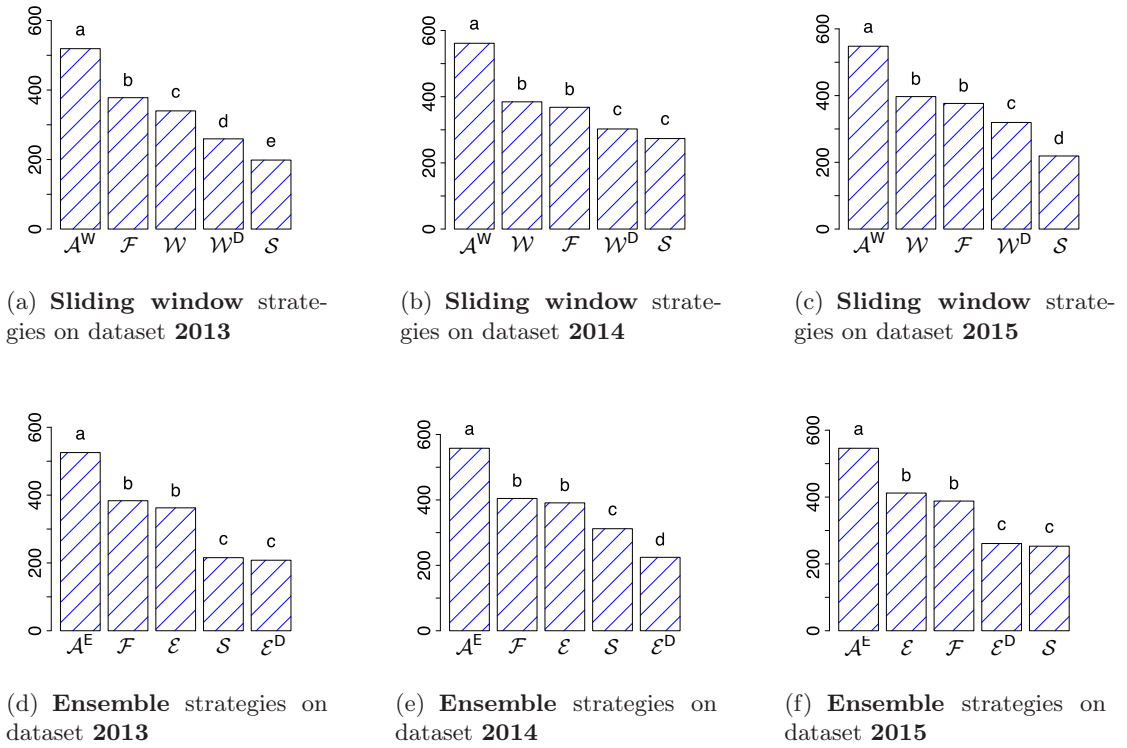 600
400
200
0
a
b
c
d
e
𝒜^W ℱ 𝒲 𝒲^D 𝒮
(a) Sliding window strate-
gies on dataset 2013
600
400
200
0
a
b
b
c
c
𝒜^W 𝒲 ℱ 𝒲^D 𝒮
(b) Sliding window strate-
gies on dataset 2014
600
400
200
0
a
b
b
c
d
𝒜^W 𝒲 ℱ 𝒲^D 𝒮
(c) Sliding window strate-
gies on dataset 2015
600
400
200
0
a
b
b
c
c
𝒜^E ℱ ℰ 𝒮 ℰ^D
(d) Ensemble strategies on
dataset 2013
600
400
200
0
a
b
b
c
d
𝒜^E ℱ ℰ 𝒮 ℰ^D
(e) Ensemble strategies on
dataset 2014
600
400
200
0
a
b
b
c
c
𝒜^E ℰ ℱ ℰ^D 𝒮
(f) Ensemble strategies on
dataset 2015